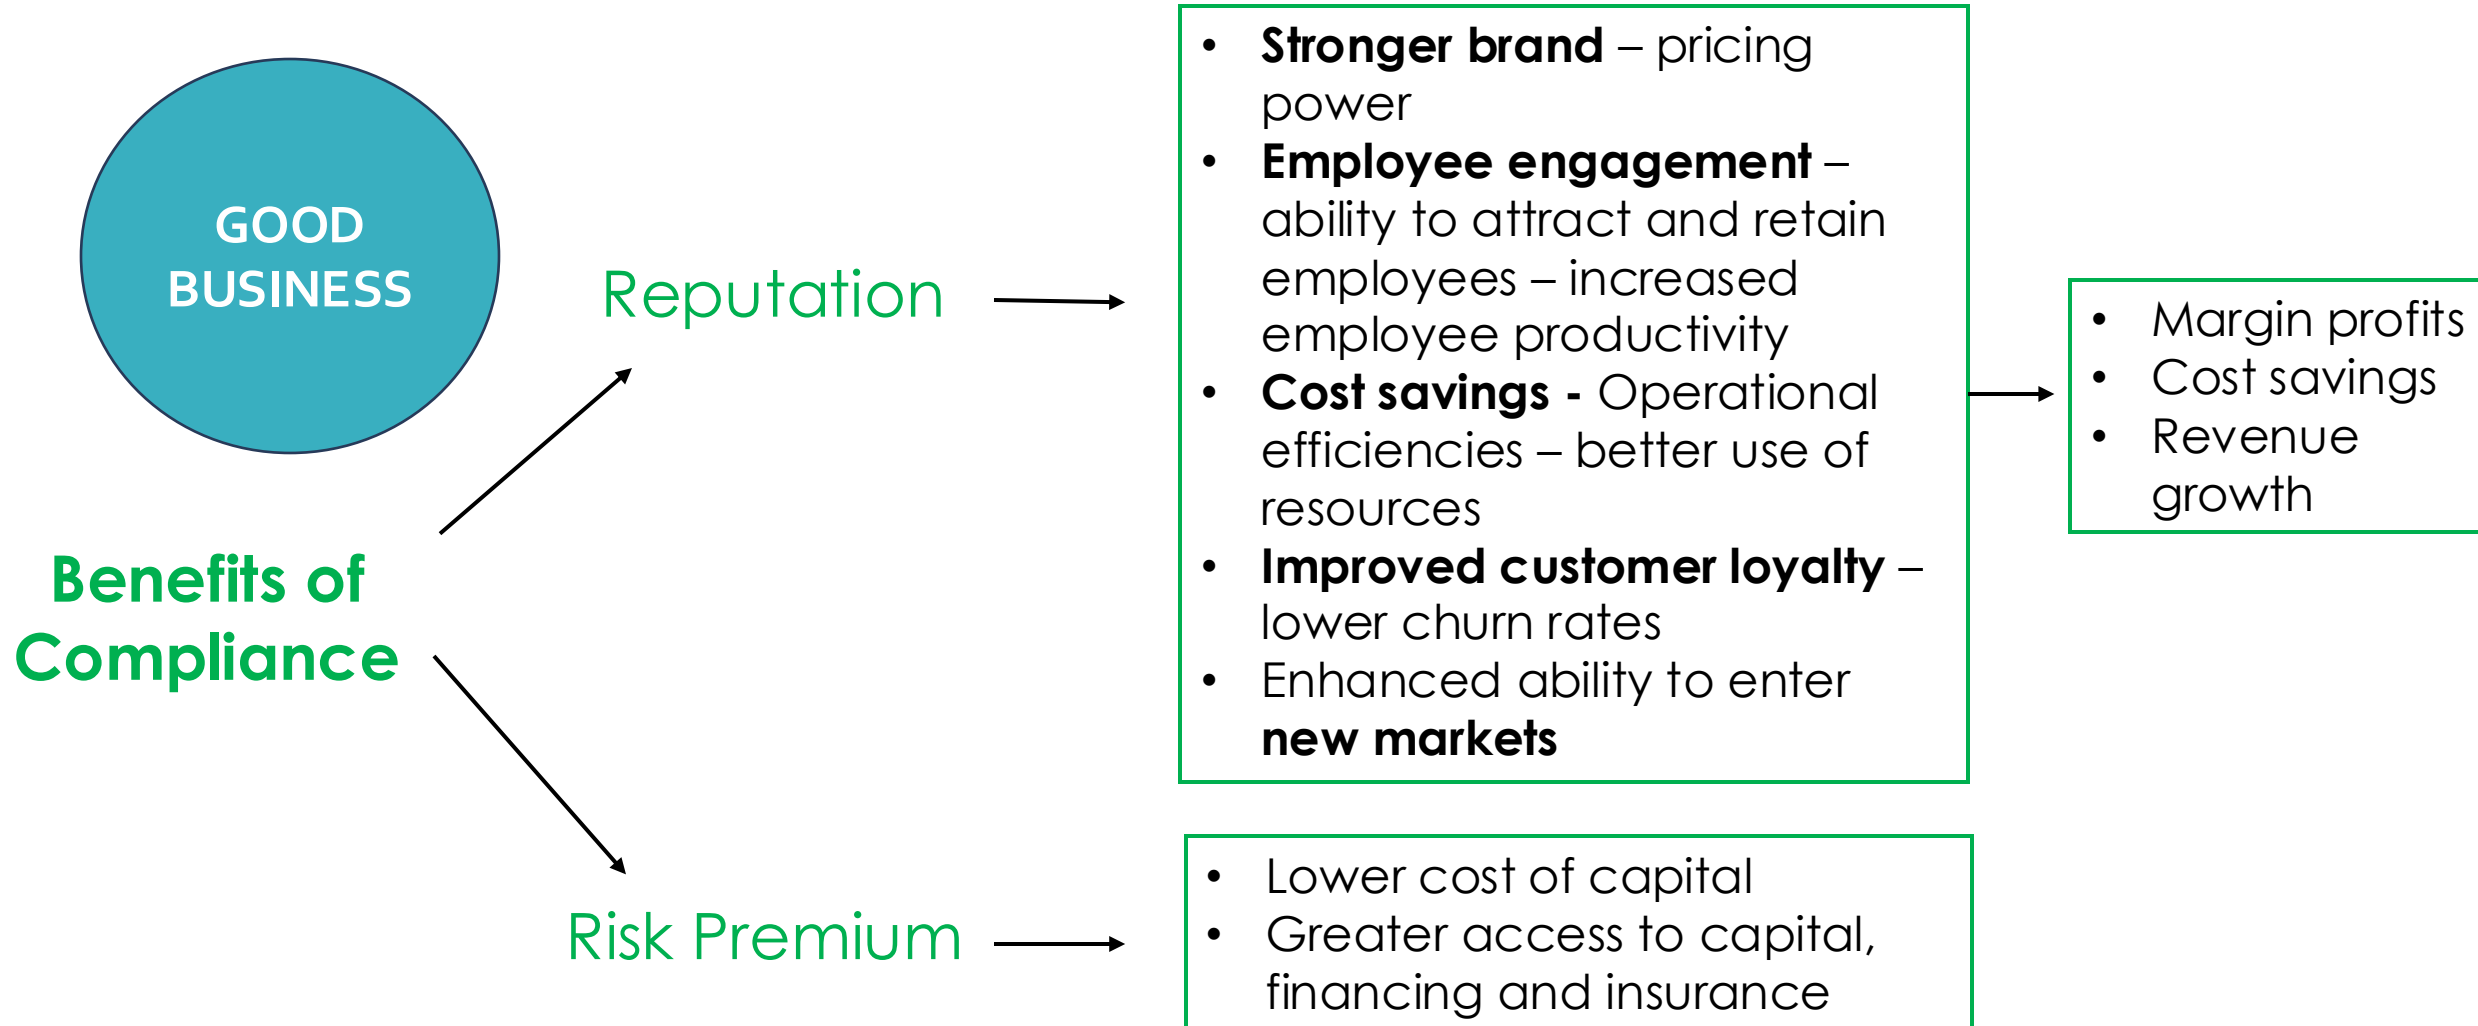 GOOD
BUSINESS
Benefits of
Compliance
Reputation
• Stronger brand – pricing
power
• Employee engagement –
ability to attract and retain
employees – increased
employee productivity
• Cost savings - Operational
efficiencies – better use of
resources
• Improved customer loyalty –
lower churn rates
• Enhanced ability to enter
new markets
• Margin profits
• Cost savings
• Revenue
growth
Risk Premium
• Lower cost of capital
• Greater access to capital,
financing and insurance